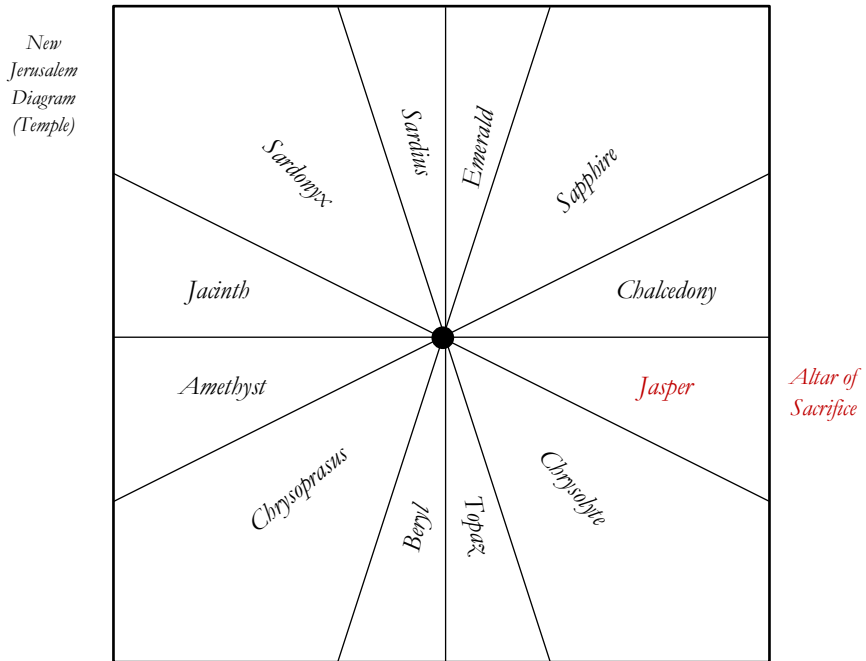 New
Jerusalem
Diagram
(Temple)
Sardius
Emerald
Sardonyx
Sapphire
Jacinth
Chalcedony
Amethyst
Jasper
Altar of
Sacrifice
Chrysoprasus
Chrysolyte
Beryl
Topaz